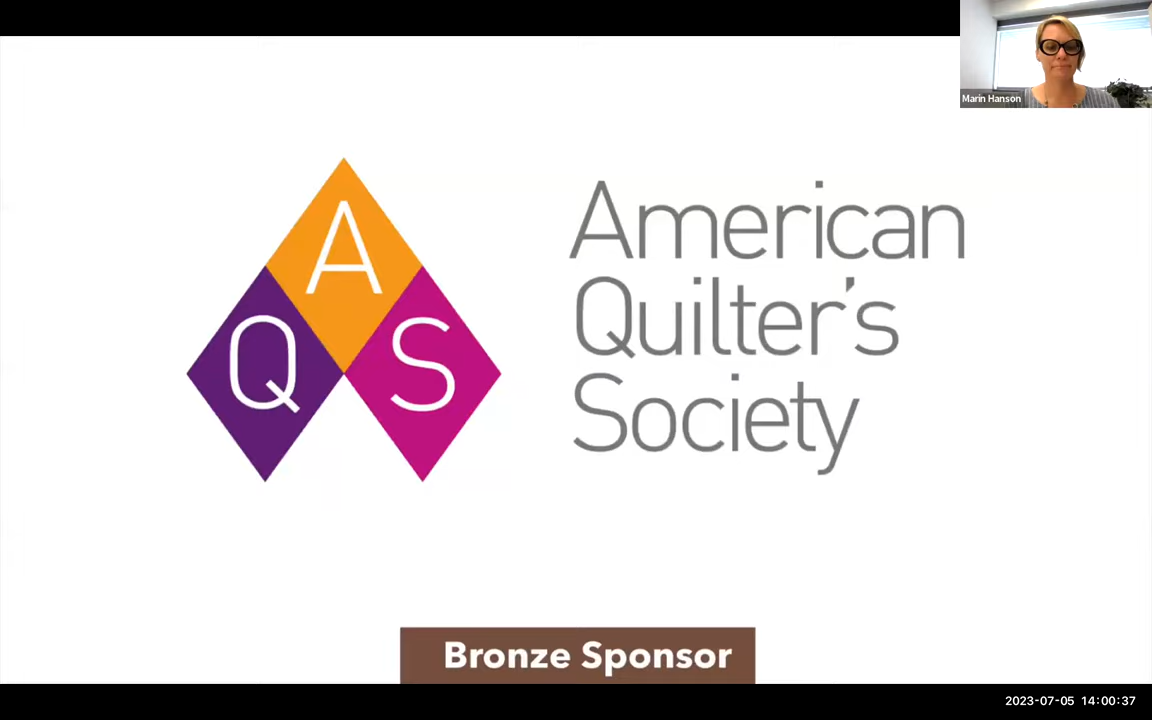 Marin Hanson
A
Q
S
American
Quilter's
Society
Bronze Sponsor
2023-07-05 14:00:37